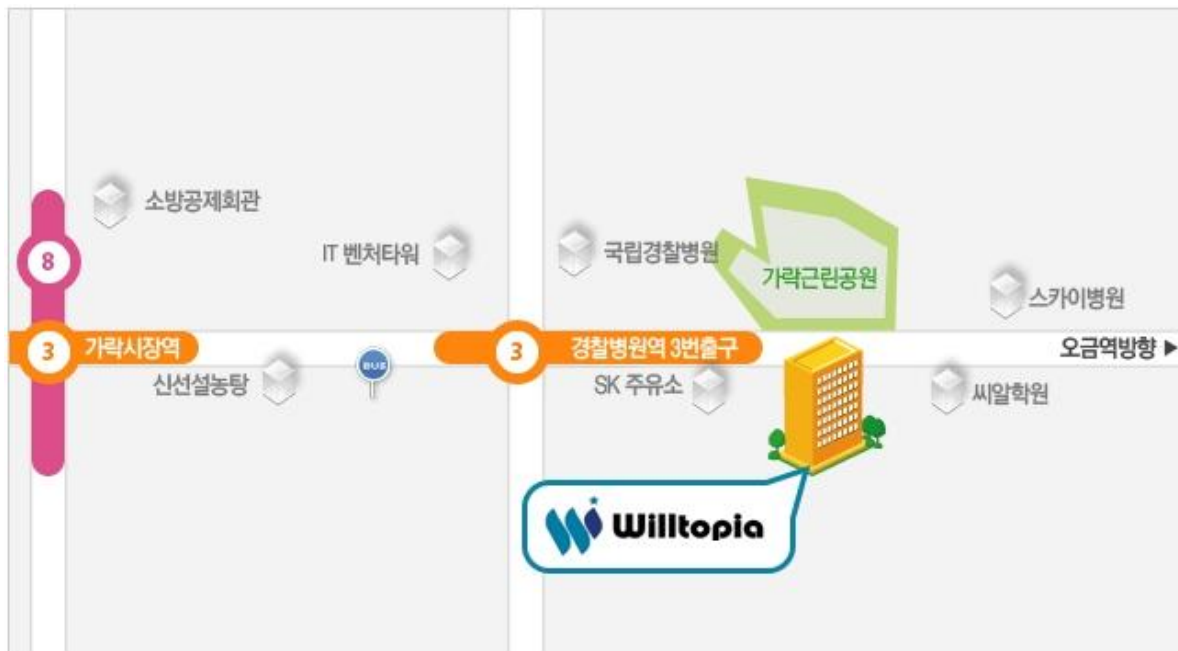 소방공제회관
8
IT 벤처타워
국립경찰병원
가락근린공원
스카이병원
3
가락시장역
3
경찰병원역 3번출구
오금역방향 ▶
신선설농탕
BUS
SK 주유소
씨알학원
Willtopia